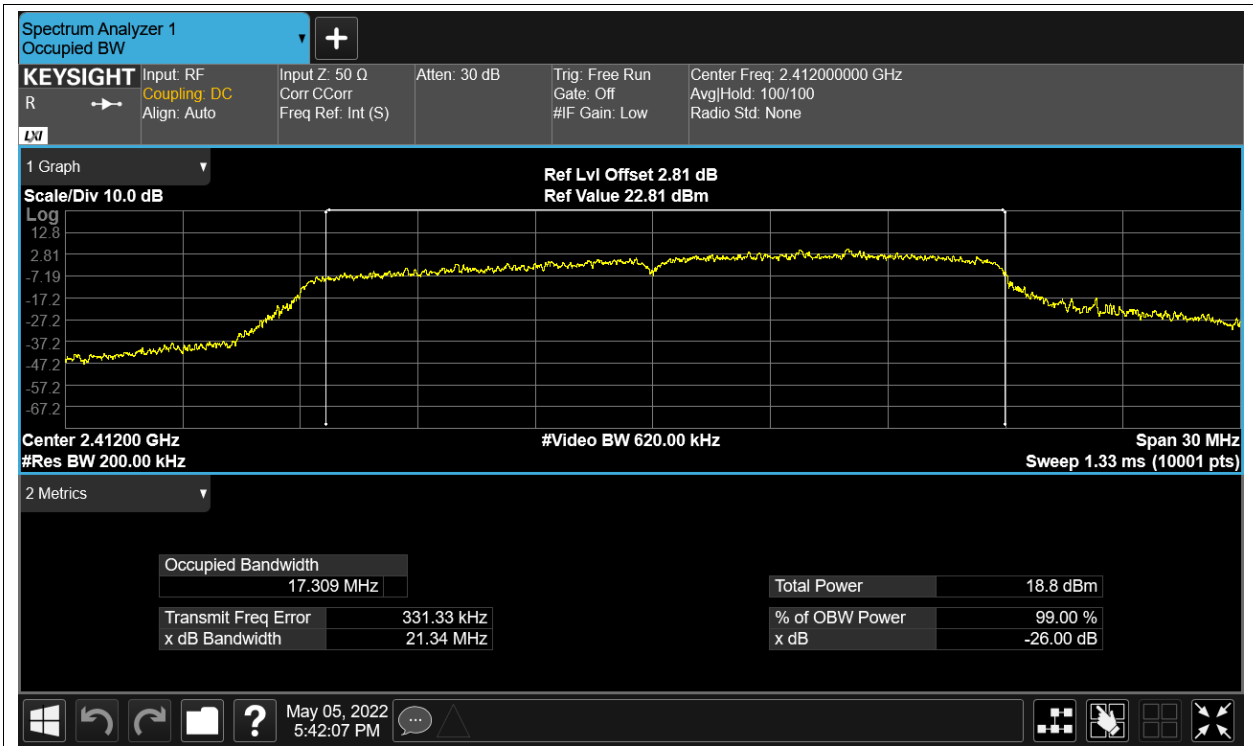 Spectrum Analyzer 1
Occupied BW
KEYSIGHT
R
LXI
Input: RF
Coupling: DC
Align: Auto
Input Z: 50 Ω
Corr CCorr
Freq Ref: Int (S)
Atten: 30 dB
Trig: Free Run
Gate: Off
#IF Gain: Low
Center Freq: 2.412000000 GHz
Avg|Hold: 100/100
Radio Std: None
1 Graph
Scale/Div 10.0 dB
Ref Lvl Offset 2.81 dB
Ref Value 22.81 dBm
Log
12.8
2.81
-7.19
-17.2
-27.2
-37.2
-47.2
-57.2
-67.2
Center 2.41200 GHz
#Video BW 620.00 kHz
Span 30 MHz
#Res BW 200.00 kHz
Sweep 1.33 ms (10001 pts)
2 Metrics
Occupied Bandwidth
17.309 MHz
Total Power 18.8 dBm
Transmit Freq Error 331.33 kHz
% of OBW Power 99.00 %
x dB Bandwidth 21.34 MHz
x dB -26.00 dB
?
May 05, 2022
5:42:07 PM